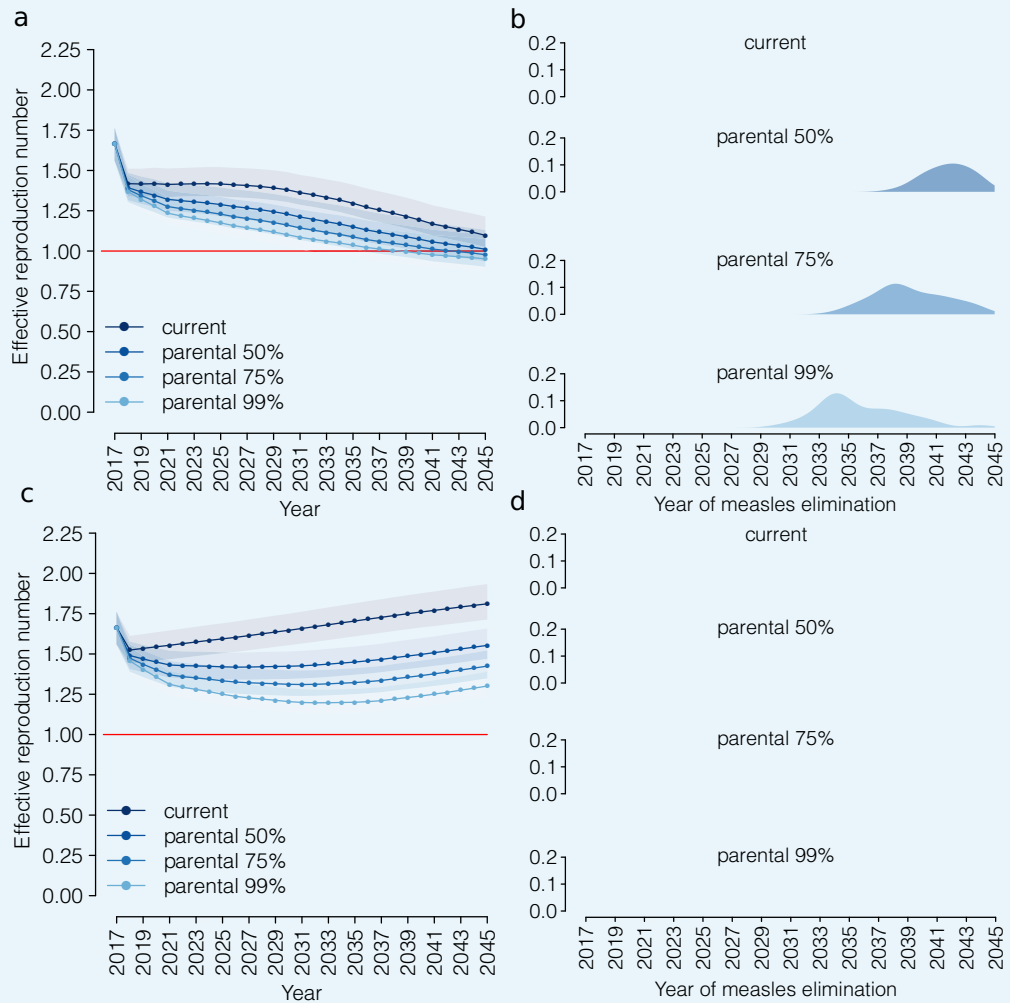 a
Effective reproduction number
2.25
2.00
1.75
1.50
1.25
1.00
0.75
0.50
0.25
0.00
current
parental 50%
parental 75%
parental 99%
2017 2019 2021 2023 2025 2027 2029 2031 2033 2035 2037 2039 2041 2043 2045
Year
b
current
0.2
0.1
0.0
parental 50%
0.2
0.1
0.0
parental 75%
0.2
0.1
0.0
parental 99%
0.2
0.1
0.0
2017 2019 2021 2023 2025 2027 2029 2031 2033 2035 2037 2039 2041 2043 2045
Year of measles elimination
c
Effective reproduction number
2.25
2.00
1.75
1.50
1.25
1.00
0.75
0.50
0.25
0.00
current
parental 50%
parental 75%
parental 99%
2017 2019 2021 2023 2025 2027 2029 2031 2033 2035 2037 2039 2041 2043 2045
Year
d
current
0.2
0.1
0.0
parental 50%
0.2
0.1
0.0
parental 75%
0.2
0.1
0.0
parental 99%
0.2
0.1
0.0
2017 2019 2021 2023 2025 2027 2029 2031 2033 2035 2037 2039 2041 2043 2045
Year of measles elimination